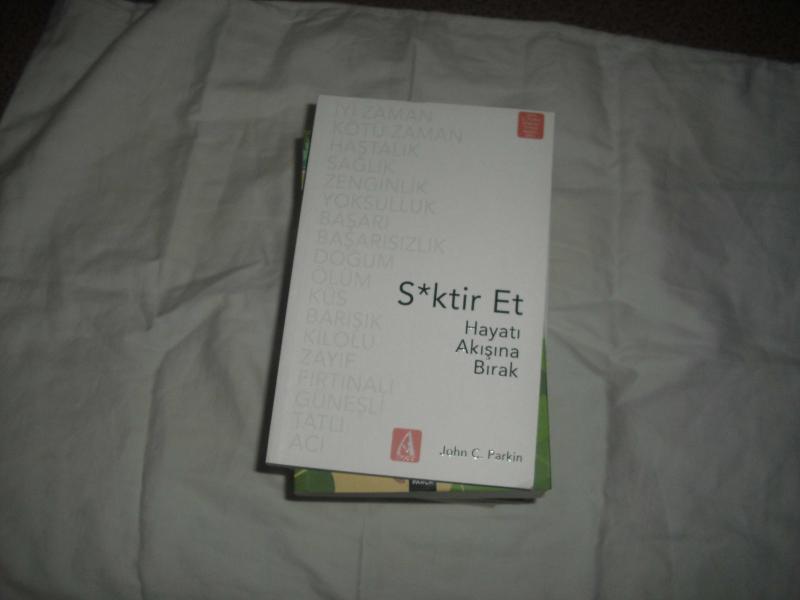 İYİ ZAMAN
KÖTÜ ZAMAN
HASTALIK
SAĞLIK
ZENGİNLİK
YOKSULLUK
BAŞARI
BAŞARISIZLIK
DOĞUM
ÖLÜM
KÜS
BARIŞIK
KİLOLU
ZAYIF
FIRTINALI
GÜNEŞLİ
TATLI
ACI
S*ktir Et
Hayatı
Akışına
Bırak
John C. Parkin